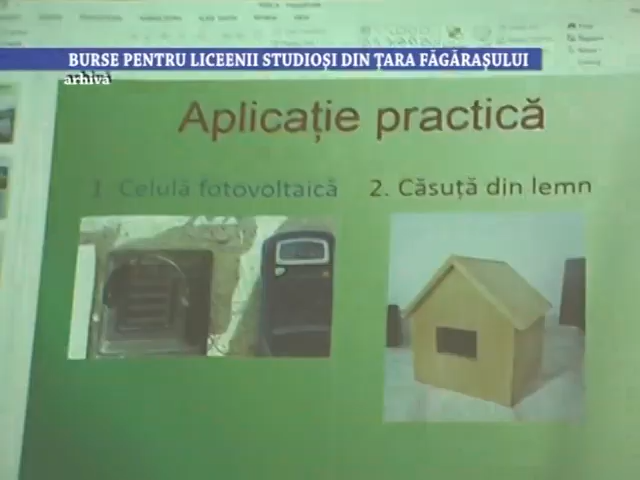 BURSE PENTRU LICEENII STUDIOȘI DIN ȚARA FĂGĂRAȘULUI
arhivă
Aplicație practică
1. Celulă fotovoltaică
2. Căsuță din lemn